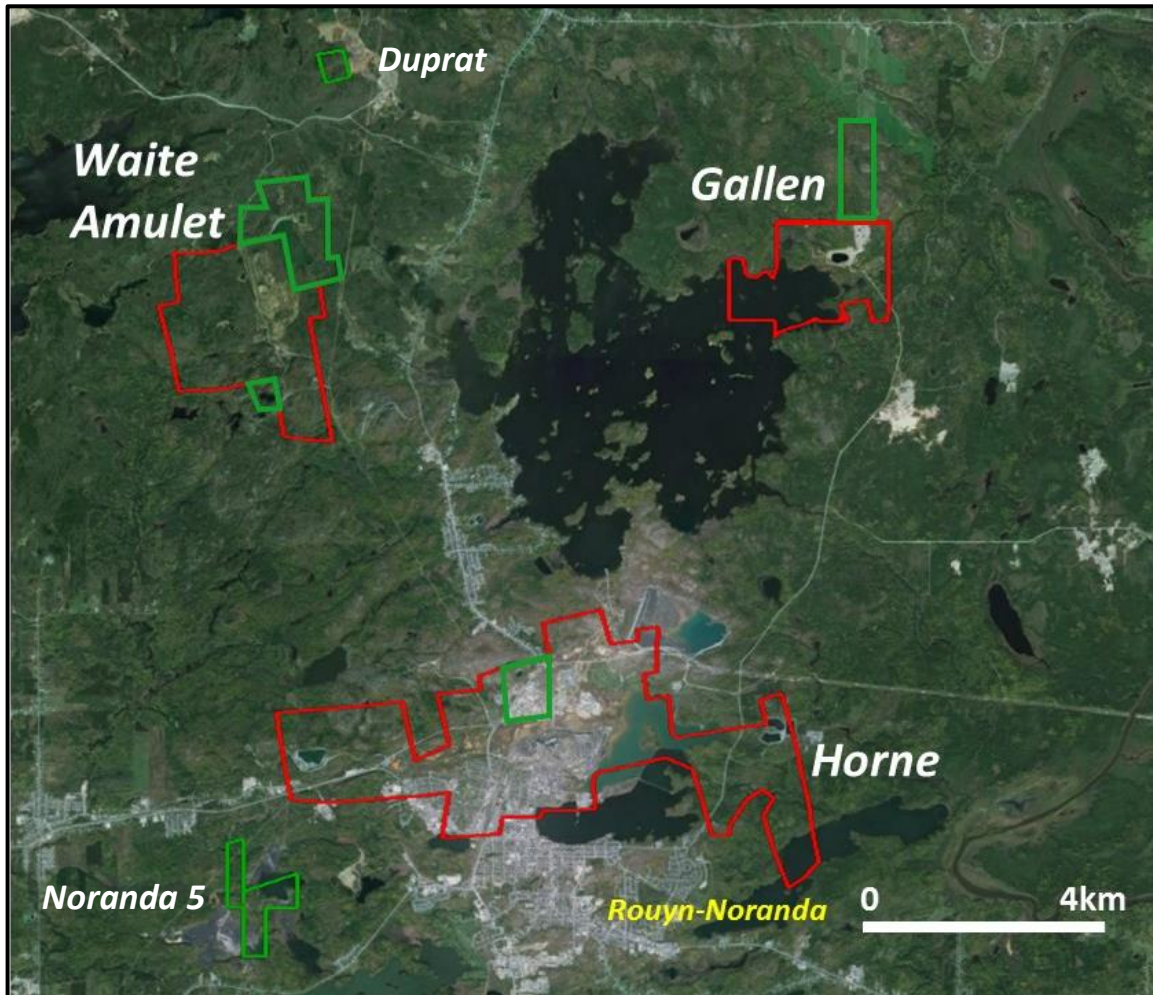 Duprat
Waite
Amulet
Gallen
Horne
Noranda 5
Rouyn-Noranda
0 4km